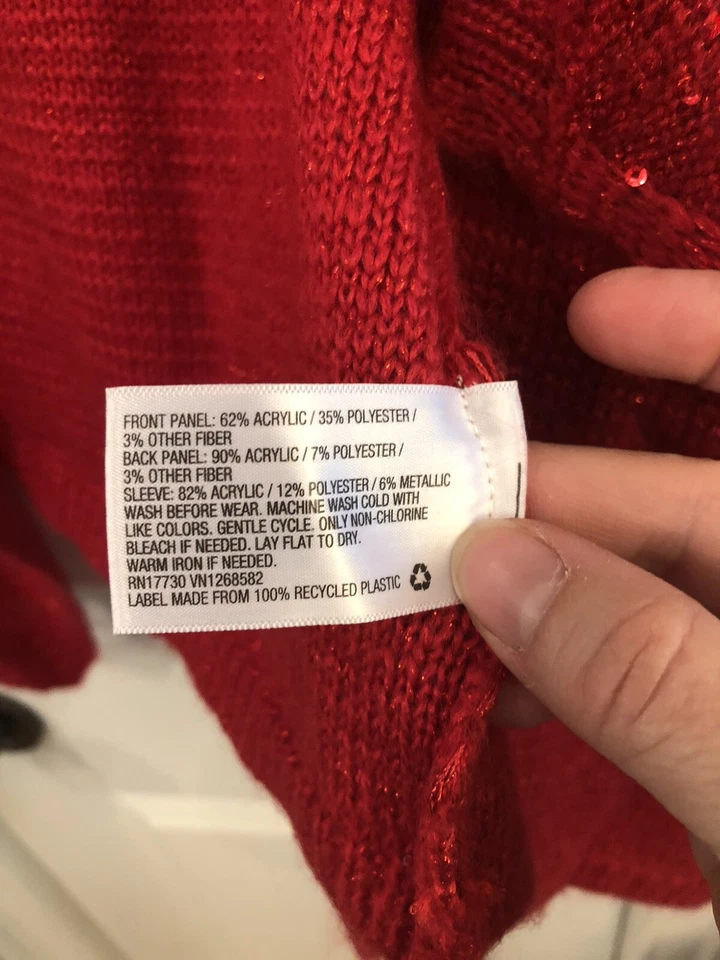 FRONT PANEL: 62% ACRYLIC / 35% POLYESTER /
3% OTHER FIBER
BACK PANEL: 90% ACRYLIC / 7% POLYESTER /
3% OTHER FIBER
SLEEVE: 82% ACRYLIC / 12% POLYESTER / 6% METALLIC
WASH BEFORE WEAR. MACHINE WASH COLD WITH
LIKE COLORS. GENTLE CYCLE. ONLY NON-CHLORINE
BLEACH IF NEEDED. LAY FLAT TO DRY.
WARM IRON IF NEEDED.
RN17730 VN1268582
LABEL MADE FROM 100% RECYCLED PLASTIC